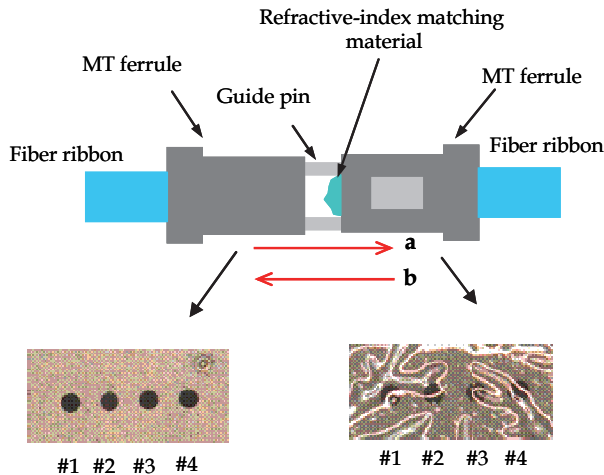 Refractive-index matching
material
MT ferrule
MT ferrule
Guide pin
Fiber ribbon
Fiber ribbon
a
b
#1 #2 #3 #4
#1 #2 #3 #4